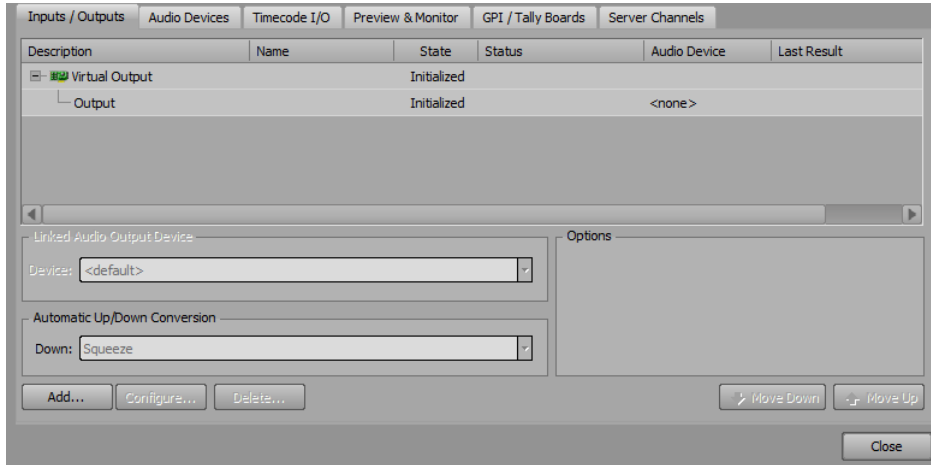 Inputs / Outputs Audio Devices Timecode I/O Preview & Monitor GPI / Tally Boards Server Channels
Description Name State Status Audio Device Last Result
Virtual Output Initialized
Output Initialized <none>
Linked Audio Output Device Options
Device: <default>
Automatic Up/Down Conversion
Down: Squeeze
Add... Configure... Delete... Move Down Move Up
Close